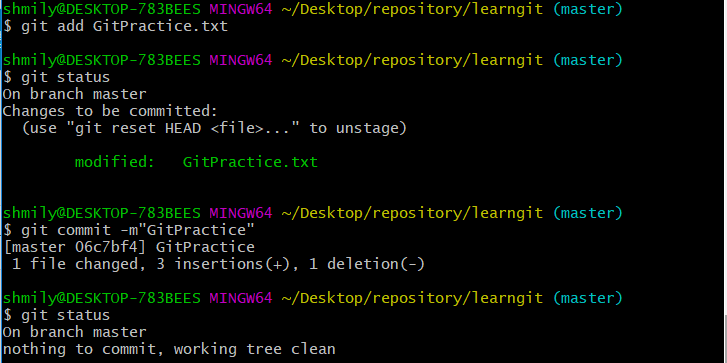 shmily@DESKTOP-783BEES MINGW64 ~/Desktop/repository/learngit (master)
$ git add GitPractice.txt
shmily@DESKTOP-783BEES MINGW64 ~/Desktop/repository/learngit (master)
$ git status
On branch master
Changes to be committed:
  (use "git reset HEAD <file>..." to unstage)
        modified:   GitPractice.txt
shmily@DESKTOP-783BEES MINGW64 ~/Desktop/repository/learngit (master)
$ git commit -m"GitPractice"
[master 06c7bf4] GitPractice
 1 file changed, 3 insertions(+), 1 deletion(-)
shmily@DESKTOP-783BEES MINGW64 ~/Desktop/repository/learngit (master)
$ git status
On branch master
nothing to commit, working tree clean